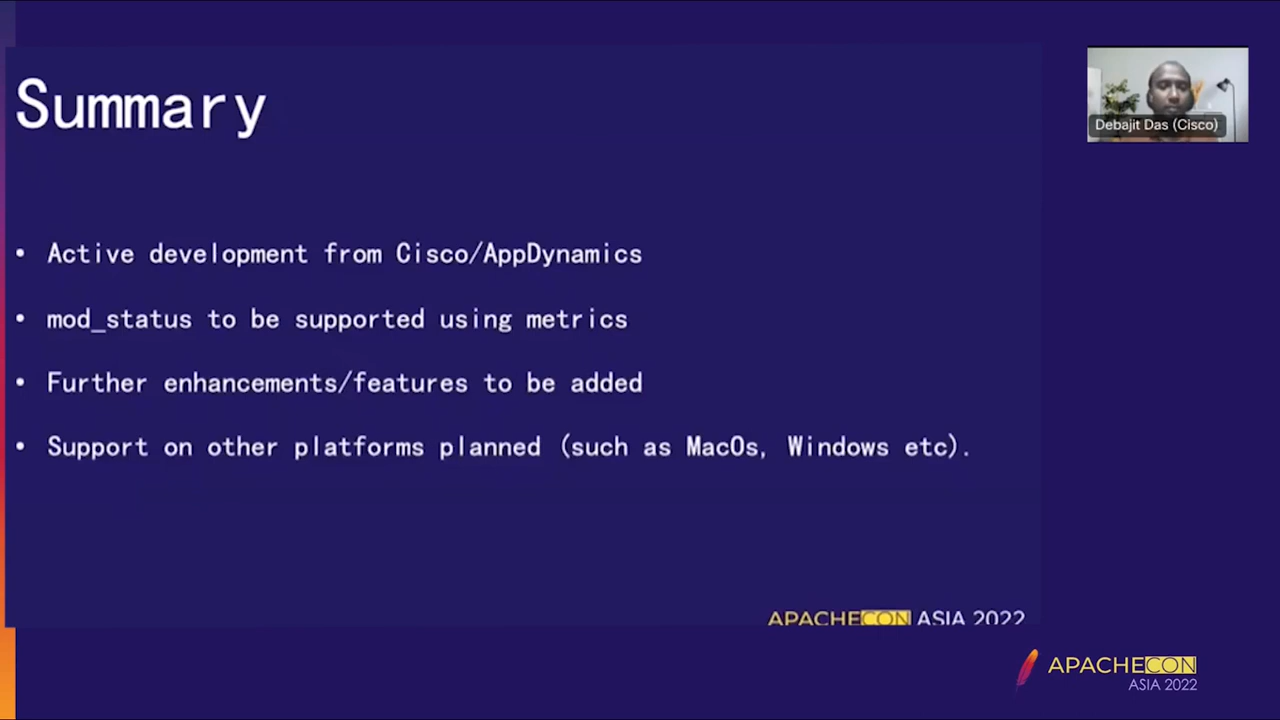 Summary
Debajit Das (Cisco)
• Active development from Cisco/AppDynamics
• mod_status to be supported using metrics
• Further enhancements/features to be added
• Support on other platforms planned (such as MacOs, Windows etc).
APACHECON ASIA 2022
APACHECON
ASIA 2022